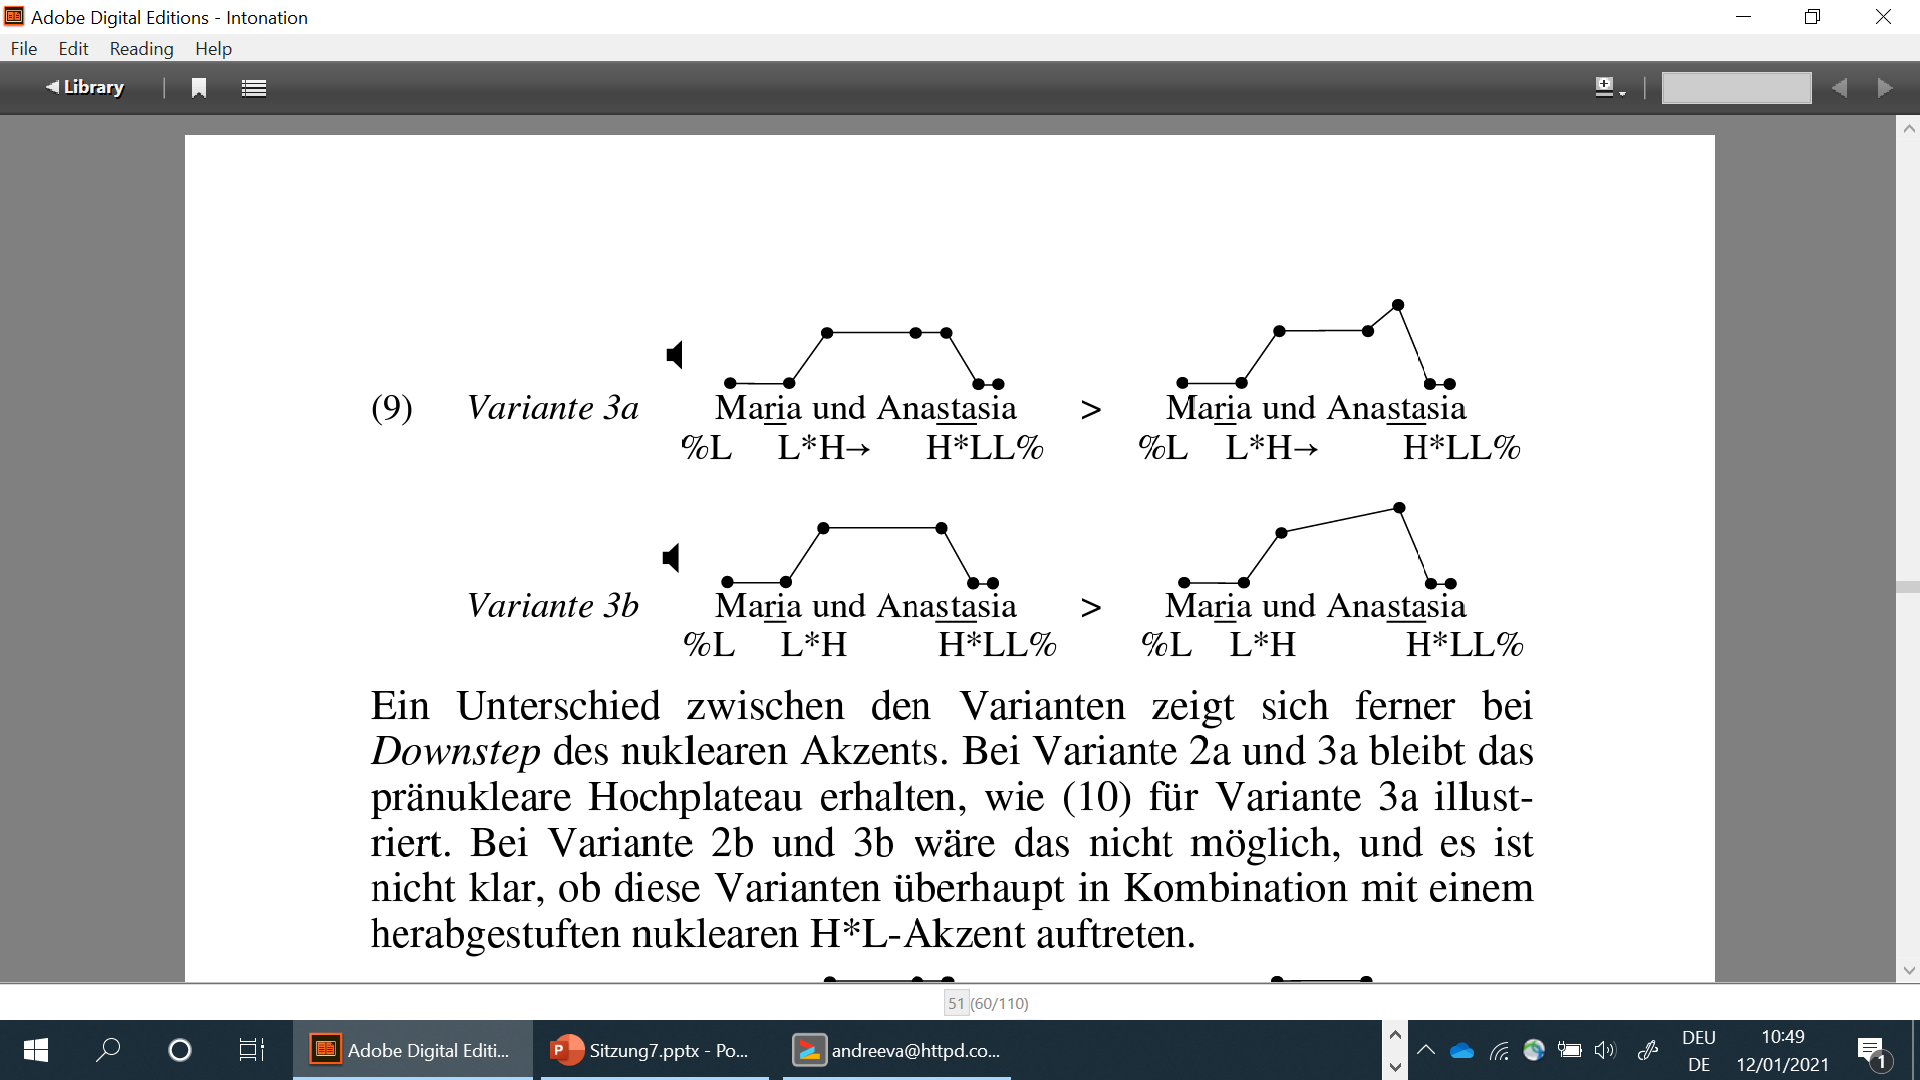 Adobe Digital Editions - Intonation
File Edit Reading Help
Library
(9) Variante 3a Maria und Anastasia > Maria und Anastasia
%L L*H→ H*LL% %L L*H→ H*LL%
Variante 3b Maria und Anastasia > Maria und Anastasia
%L L*H H*LL% %L L*H H*LL%
Ein Unterschied zwischen den Varianten zeigt sich ferner bei
Downstep des nuklearen Akzents. Bei Variante 2a und 3a bleibt das
pränukleare Hochplateau erhalten, wie (10) für Variante 3a illust-
riert. Bei Variante 2b und 3b wäre das nicht möglich, und es ist
nicht klar, ob diese Varianten überhaupt in Kombination mit einem
herabgestuften nuklearen H*L-Akzent auftreten.
51 (60/110)
Adobe Digital Editi... Sitzung7.pptx - Po... andreeva@httpd.co... DEU 10:49
DE 12/01/2021 1